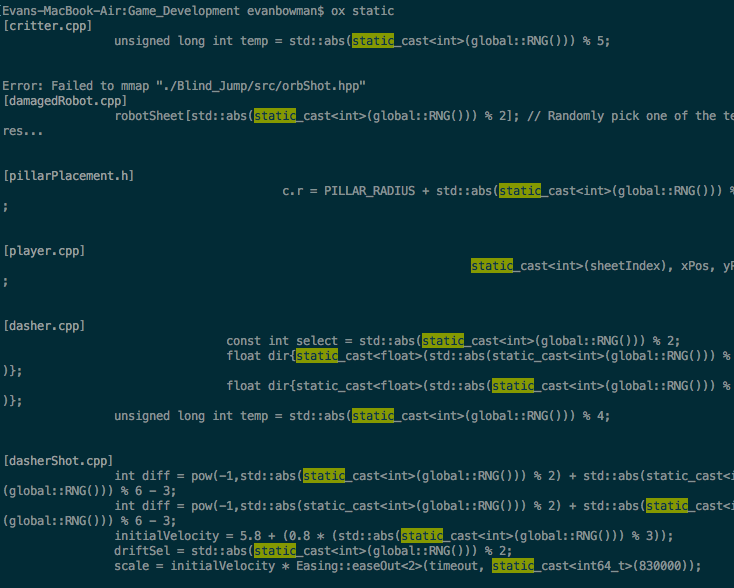 [Evans-MacBook-Air:Game_Development evanbowman$ ox static
[critter.cpp]
unsigned long int temp = std::abs(static_cast<int>(global::RNG())) % 5;
Error: Failed to mmap "./Blind_Jump/src/orbShot.hpp"
[damagedRobot.cpp]
robotSheet[std::abs(static_cast<int>(global::RNG())) % 2]; // Randomly pick one of the te
res...
[pillarPlacement.h]
c.r = PILLAR_RADIUS + std::abs(static_cast<int>(global::RNG())) %
;
[player.cpp]
static_cast<int>(sheetIndex), xPos, yP
;
[dasher.cpp]
const int select = std::abs(static_cast<int>(global::RNG())) % 2;
float dir{static_cast<float>(std::abs(static_cast<int>(global::RNG())) %
)};
float dir{static_cast<float>(std::abs(static_cast<int>(global::RNG())) %
)};
unsigned long int temp = std::abs(static_cast<int>(global::RNG())) % 4;
[dasherShot.cpp]
int diff = pow(-1,std::abs(static_cast<int>(global::RNG())) % 2) + std::abs(static_cast<i
(global::RNG())) % 6 - 3;
int diff = pow(-1,std::abs(static_cast<int>(global::RNG())) % 2) + std::abs(static_cast<i
(global::RNG())) % 6 - 3;
initialVelocity = 5.8 + (0.8 * (std::abs(static_cast<int>(global::RNG())) % 3));
driftSel = std::abs(static_cast<int>(global::RNG())) % 2;
scale = initialVelocity * Easing::easeOut<2>(timeout, static_cast<int64_t>(830000));